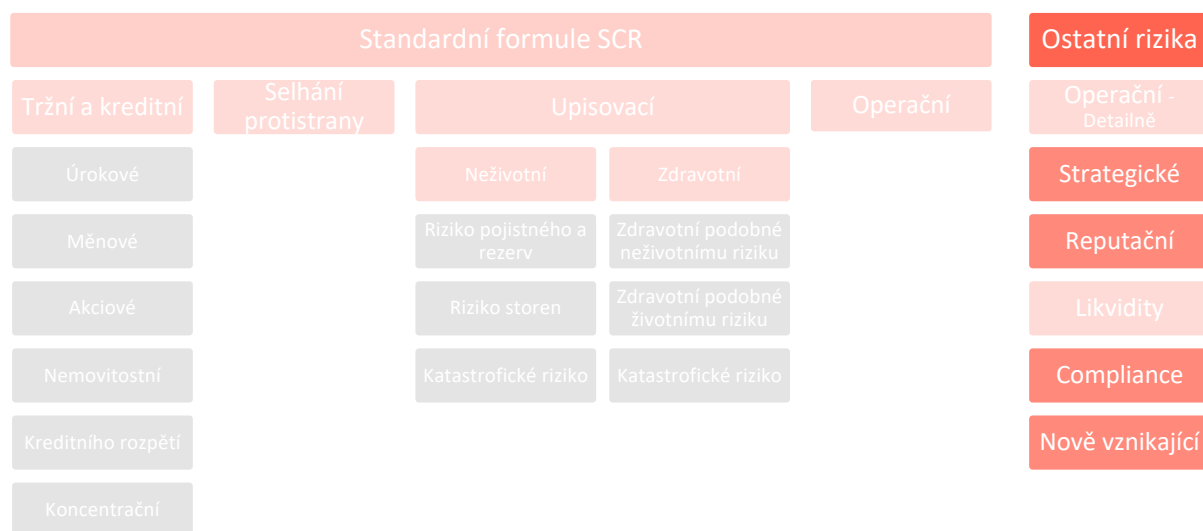 Standardní formule SCR
Ostatní rizika
Tržní a kreditní
Selhání
protistrany
Upisovací
Operační
Operační -
Detailně
Úrokové
Neživotní
Zdravotní
Strategické
Měnové
Riziko pojistného a
rezerv
Zdravotní podobné
neživotnímu riziku
Reputační
Akciové
Riziko storen
Zdravotní podobné
životnímu riziku
Likvidity
Nemovitostní
Katastrofické riziko
Katastrofické riziko
Compliance
Kreditního rozpětí
Nově vznikající
Koncentrační